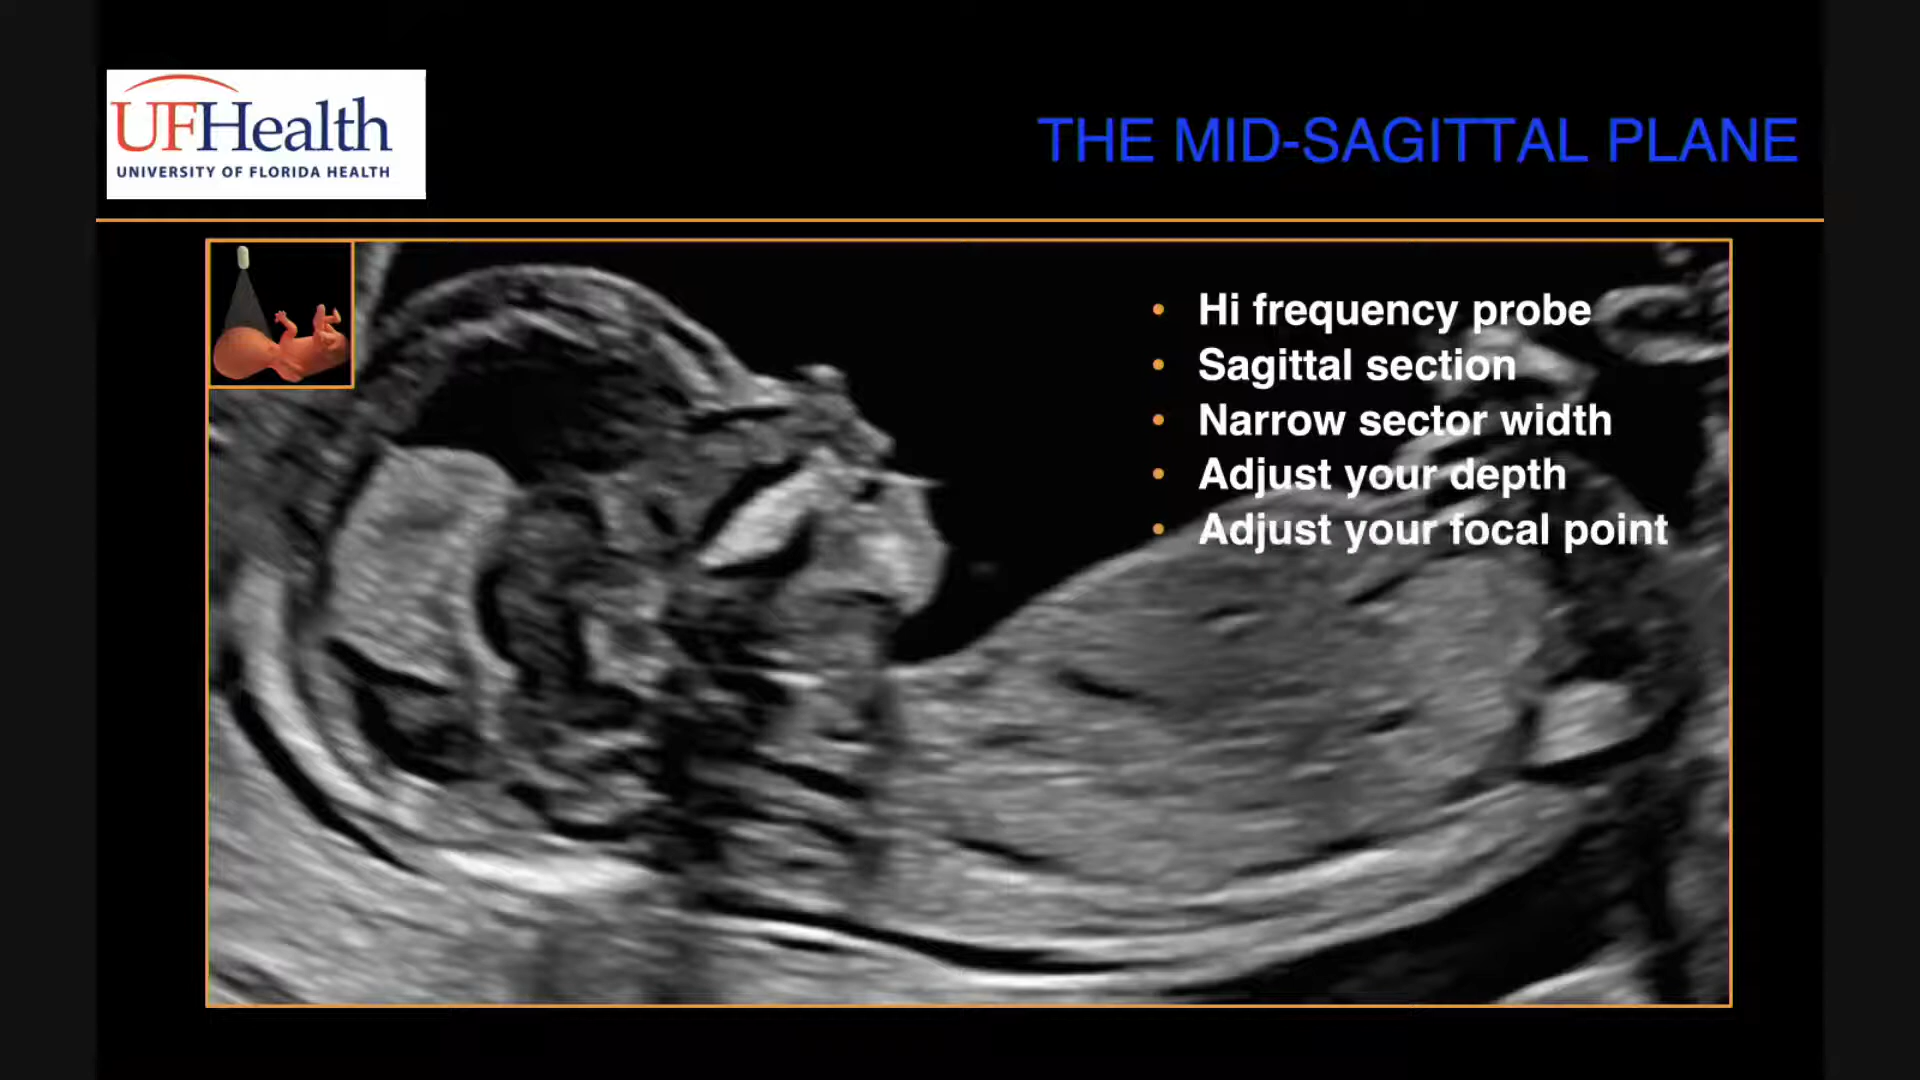 UFHealth
UNIVERSITY OF FLORIDA HEALTH
THE MID-SAGITTAL PLANE
• Hi frequency probe
• Sagittal section
• Narrow sector width
• Adjust your depth
• Adjust your focal point